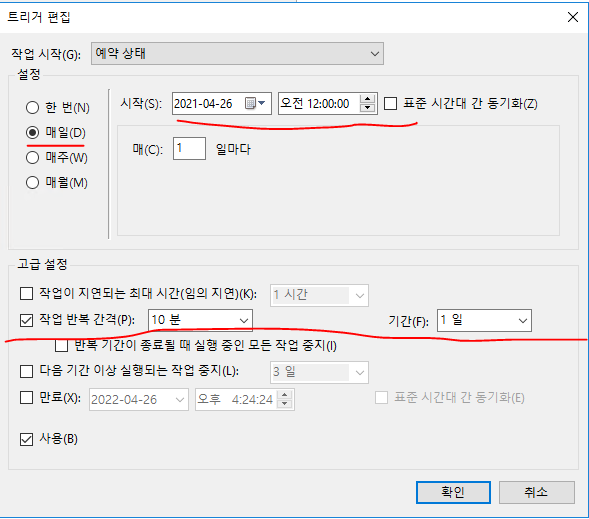 트리거 편집
작업 시작(G): 예약 상태
설정
한 번(N)
매일(D)
매주(W)
매월(M)
시작(S): 2021-04-26 오전 12:00:00 표준 시간대 간 동기화(Z)
매(C): 1 일마다
고급 설정
작업이 지연되는 최대 시간(임의 지연)(K): 1 시간
작업 반복 간격(P): 10 분 기간(F): 1 일
반복 기간이 종료될 때 실행 중인 모든 작업 중지(I)
다음 기간 이상 실행되는 작업 중지(L): 3 일
만료(X): 2022-04-26 오후 4:24:24 표준 시간대 간 동기화(E)
사용(B)
확인 취소